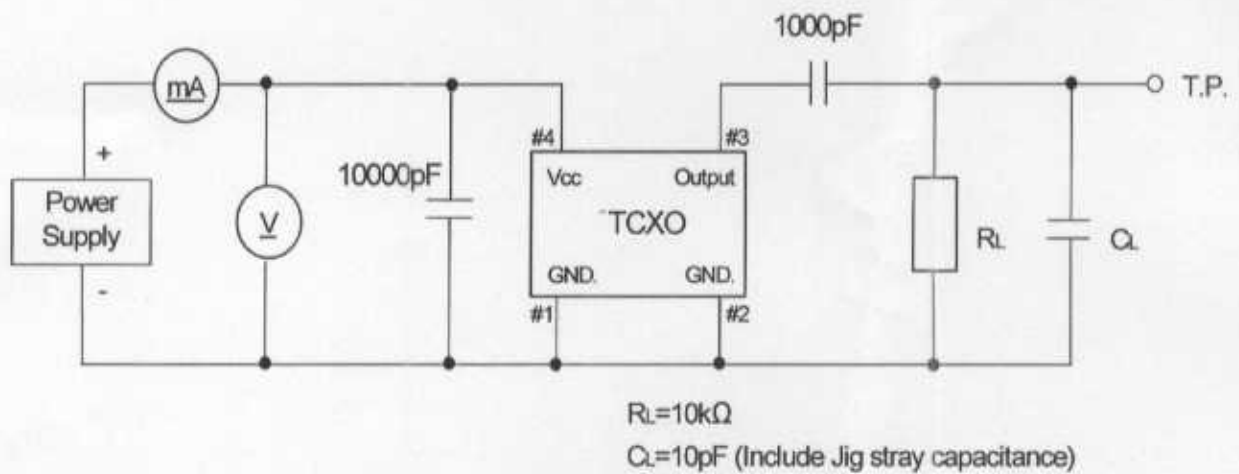 1000pF
mA
T.P.
#4
#3
+
10000pF
Vcc
Output
Power
Supply
V
TCXO
RL
CL
GND.
GND.
-
#1
#2
RL=10kΩ
CL=10pF (Include Jig stray capacitance)